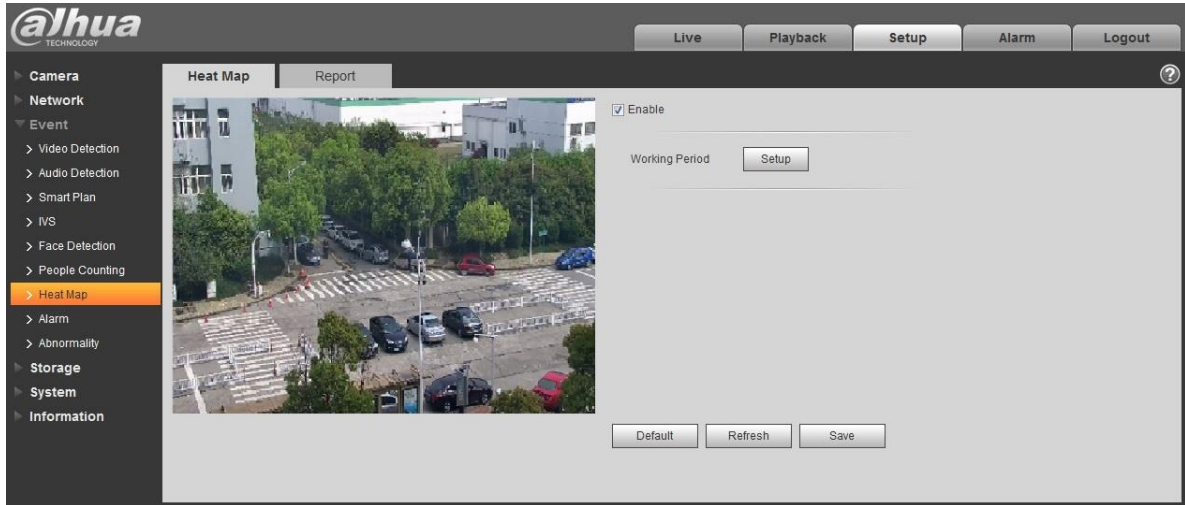 alhua
TECHNOLOGY
Live Playback Setup Alarm Logout
Camera
Network
Event
Video Detection
Audio Detection
Smart Plan
IVS
Face Detection
People Counting
Heat Map
Alarm
Abnormality
Storage
System
Information
Heat Map Report ?
Enable
Working Period Setup
Default Refresh Save